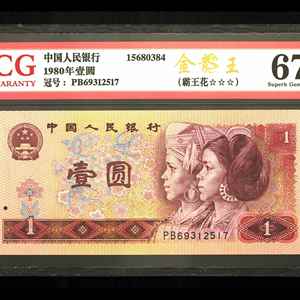 CG
ARANTY
中国人民银行
1980年壹圆
冠号：PB69312517
15680384
金龙王
(霸王花☆☆☆)
67
Superb Gem
中国人民银行
壹圆
1
1
PB69312517